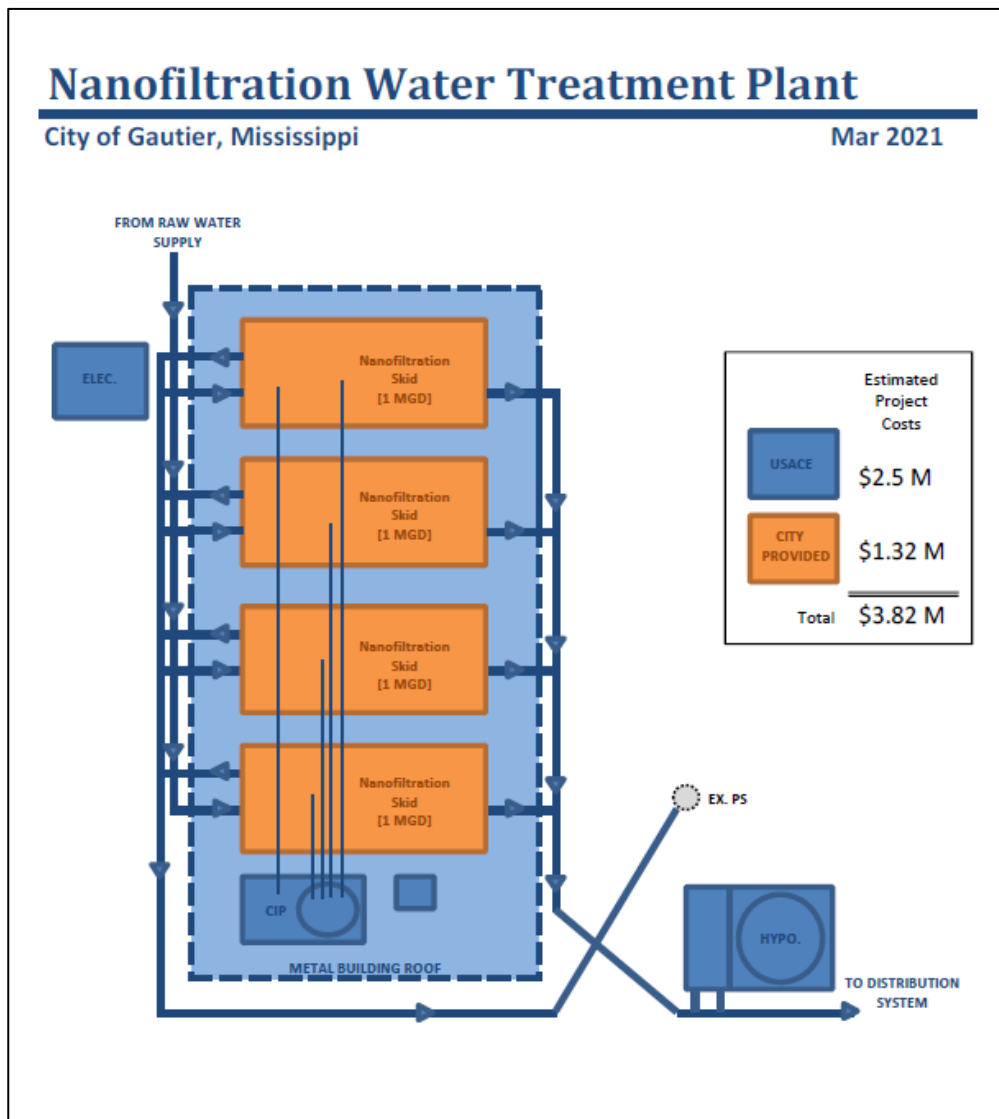 Nanofiltration Water Treatment Plant
City of Gautier, Mississippi Mar 2021
FROM RAW WATER
SUPPLY
ELEC.
Nanofiltration
Skid
[1 MGD]
Nanofiltration
Skid
[1 MGD]
Nanofiltration
Skid
[1 MGD]
Nanofiltration
Skid
[1 MGD]
CIP
METAL BUILDING ROOF
Estimated
Project
Costs
USACE $2.5 M
CITY
PROVIDED $1.32 M
Total $3.82 M
EX. PS
HYPO.
TO DISTRIBUTION
SYSTEM